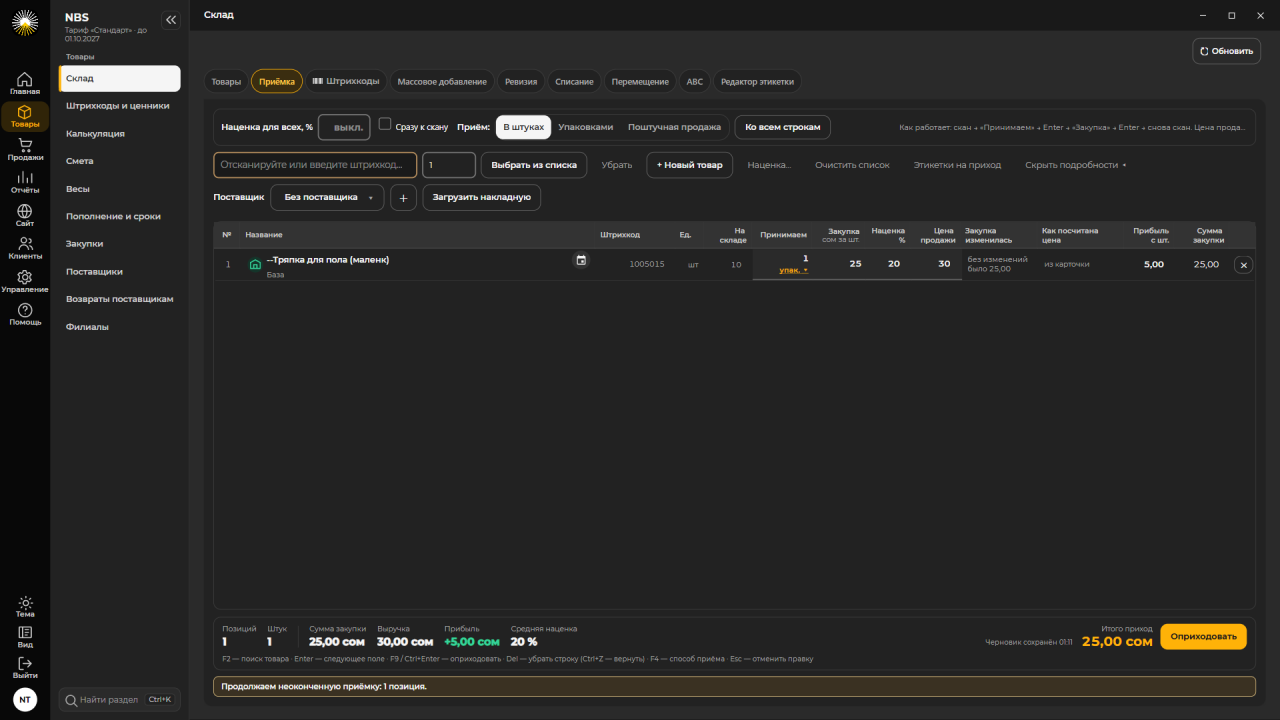 NBS
Тариф «Стандарт» · до
01.10.2027
Товары
Склад
Штрихкоды и ценники
Калькуляция
Смета
Весы
Пополнение и сроки
Закупки
Поставщики
Возвраты поставщикам
Филиалы
Найти раздел Ctrl+K
Главная
Товары
Продажи
Отчёты
Сайт
Клиенты
Управление
Помощь
Тема
Вид
Выйти
NT
Склад
Обновить
Товары Приёмка Штрихкоды Массовое добавление Ревизия Списание Перемещение ABC Редактор этикетки
Наценка для всех, % выкл. Сразу к скану Приём: В штуках Упаковками Поштучная продажа Ко всем строкам Как работает: скан → «Принимаем» → Enter → «Закупка» → Enter → снова скан. Цена прода...
Отсканируйте или введите штрихкод... 1 Выбрать из списка Убрать + Новый товар Наценка... Очистить список Этикетки на приход Скрыть подробности
Поставщик Без поставщика + Загрузить накладную
№ Название Штрихкод Ед. На складе Принимаем Закупка сом за шт. Наценка % Цена продажи Закупка изменилась Как посчитана цена Прибыль с шт. Сумма закупки
1 --Тряпка для пола (маленк) 1005015 шт 10 1 25 20 30 без изменений 5,00 25,00
База упак. было 25,00 из карточки
Позиций Штук Сумма закупки Выручка Прибыль Средняя наценка Итого приход
1 1 25,00 сом 30,00 сом +5,00 сом 20 % Черновик сохранён 01:11 25,00 сом Оприходовать
F2 — поиск товара · Enter — следующее поле · F9 / Ctrl+Enter — оприходовать · Del — убрать строку (Ctrl+Z — вернуть) · F4 — способ приёма · Esc — отменить правку
Продолжаем неоконченную приёмку: 1 позиция.